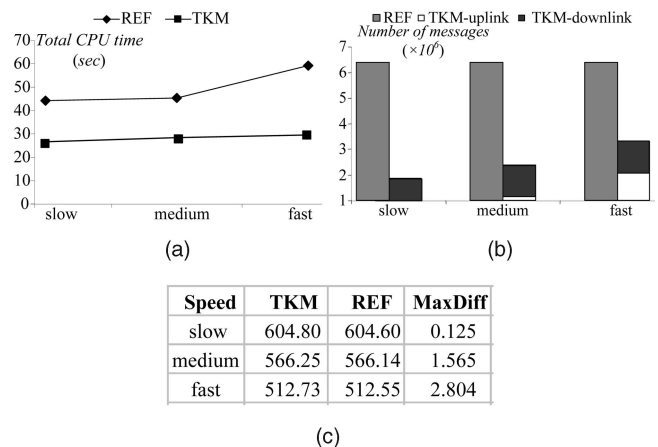 REF TKM
Total CPU time
(sec)
70
60
50
40
30
20
10
0
slow medium fast
(a)
REF TKM-uplink TKM-downlink
Number of messages
(×10⁶)
7
6
5
4
3
2
1
slow medium fast
(b)
Speed TKM REF MaxDiff
slow 604.80 604.60 0.125
medium 566.25 566.14 1.565
fast 512.73 512.55 2.804
(c)